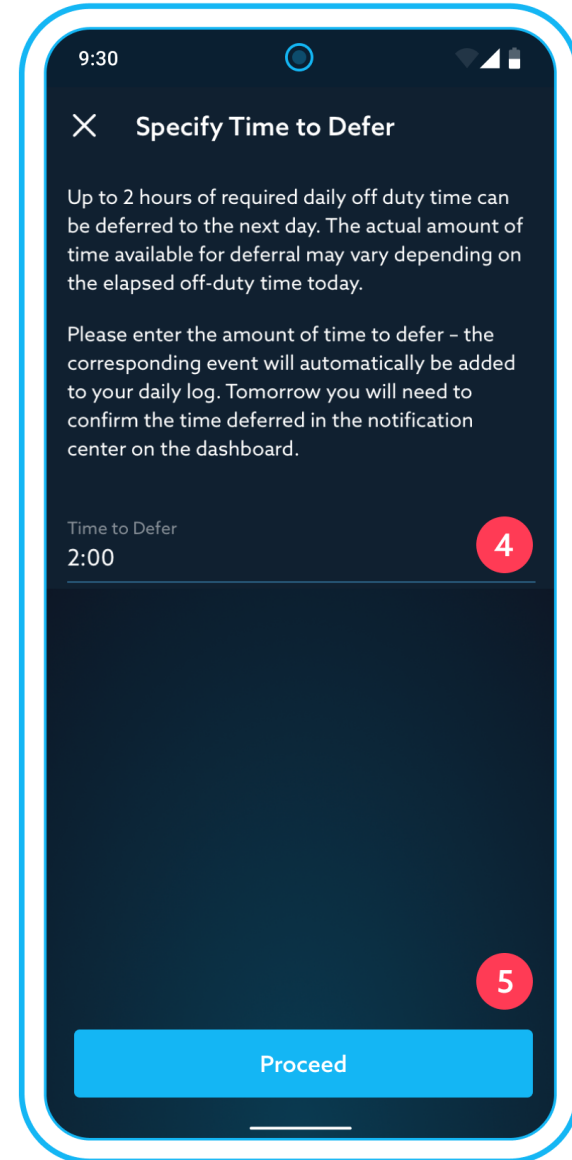 9:30
Specify Time to Defer
Up to 2 hours of required daily off duty time can
be deferred to the next day. The actual amount of
time available for deferral may vary depending on
the elapsed off-duty time today.
Please enter the amount of time to defer – the
corresponding event will automatically be added
to your daily log. Tomorrow you will need to
confirm the time deferred in the notification
center on the dashboard.
Time to Defer
2:00
4
5
Proceed